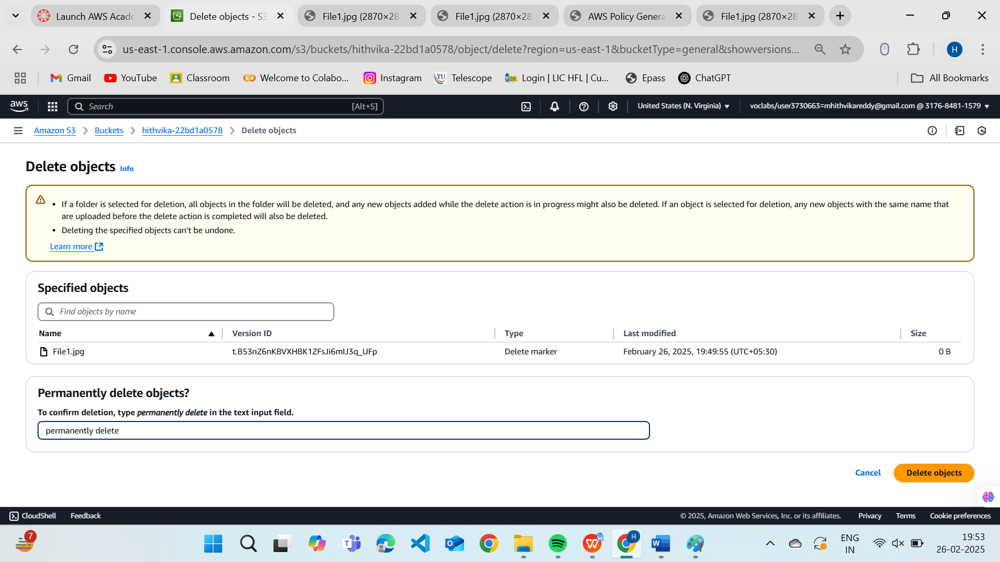 Launch AWS Acade
Delete objects - S3
File1.jpg (2870×28
File1.jpg (2870×28
AWS Policy Genera
File1.jpg (2870×28
us-east-1.console.aws.amazon.com/s3/buckets/hithvika-22bd1a0578/object/delete?region=us-east-1&bucketType=general&showversions...
H
Gmail
YouTube
Classroom
Welcome to Colabo...
Instagram
TU
Telescope
Login | LIC HFL | Cu...
Epass
ChatGPT
All Bookmarks
aws
Search
[Alt+S]
United States (N. Virginia)
voclabs/user3730663=mhithvikareddy@gmail.com @ 3176-8481-1579
Amazon S3
Buckets
hithvika-22bd1a0578
Delete objects
Delete objects Info
• If a folder is selected for deletion, all objects in the folder will be deleted, and any new objects added while the delete action is in progress might also be deleted. If an object is selected for deletion, any new objects with the same name that
are uploaded before the delete action is completed will also be deleted.
• Deleting the specified objects can't be undone.
Learn more
Specified objects
Find objects by name
Name Version ID Type Last modified Size
File1.jpg t.B53nZ6nKBVXHBK1ZFsJi6mIJ3q_UFp Delete marker February 26, 2025, 19:49:55 (UTC+05:30) 0 B
Permanently delete objects?
To confirm deletion, type permanently delete in the text input field.
permanently delete
Cancel
Delete objects
CloudShell
Feedback
© 2025, Amazon Web Services, Inc. or its affiliates.
Privacy
Terms
Cookie preferences
7
H
ENG
IN
19:53
26-02-2025